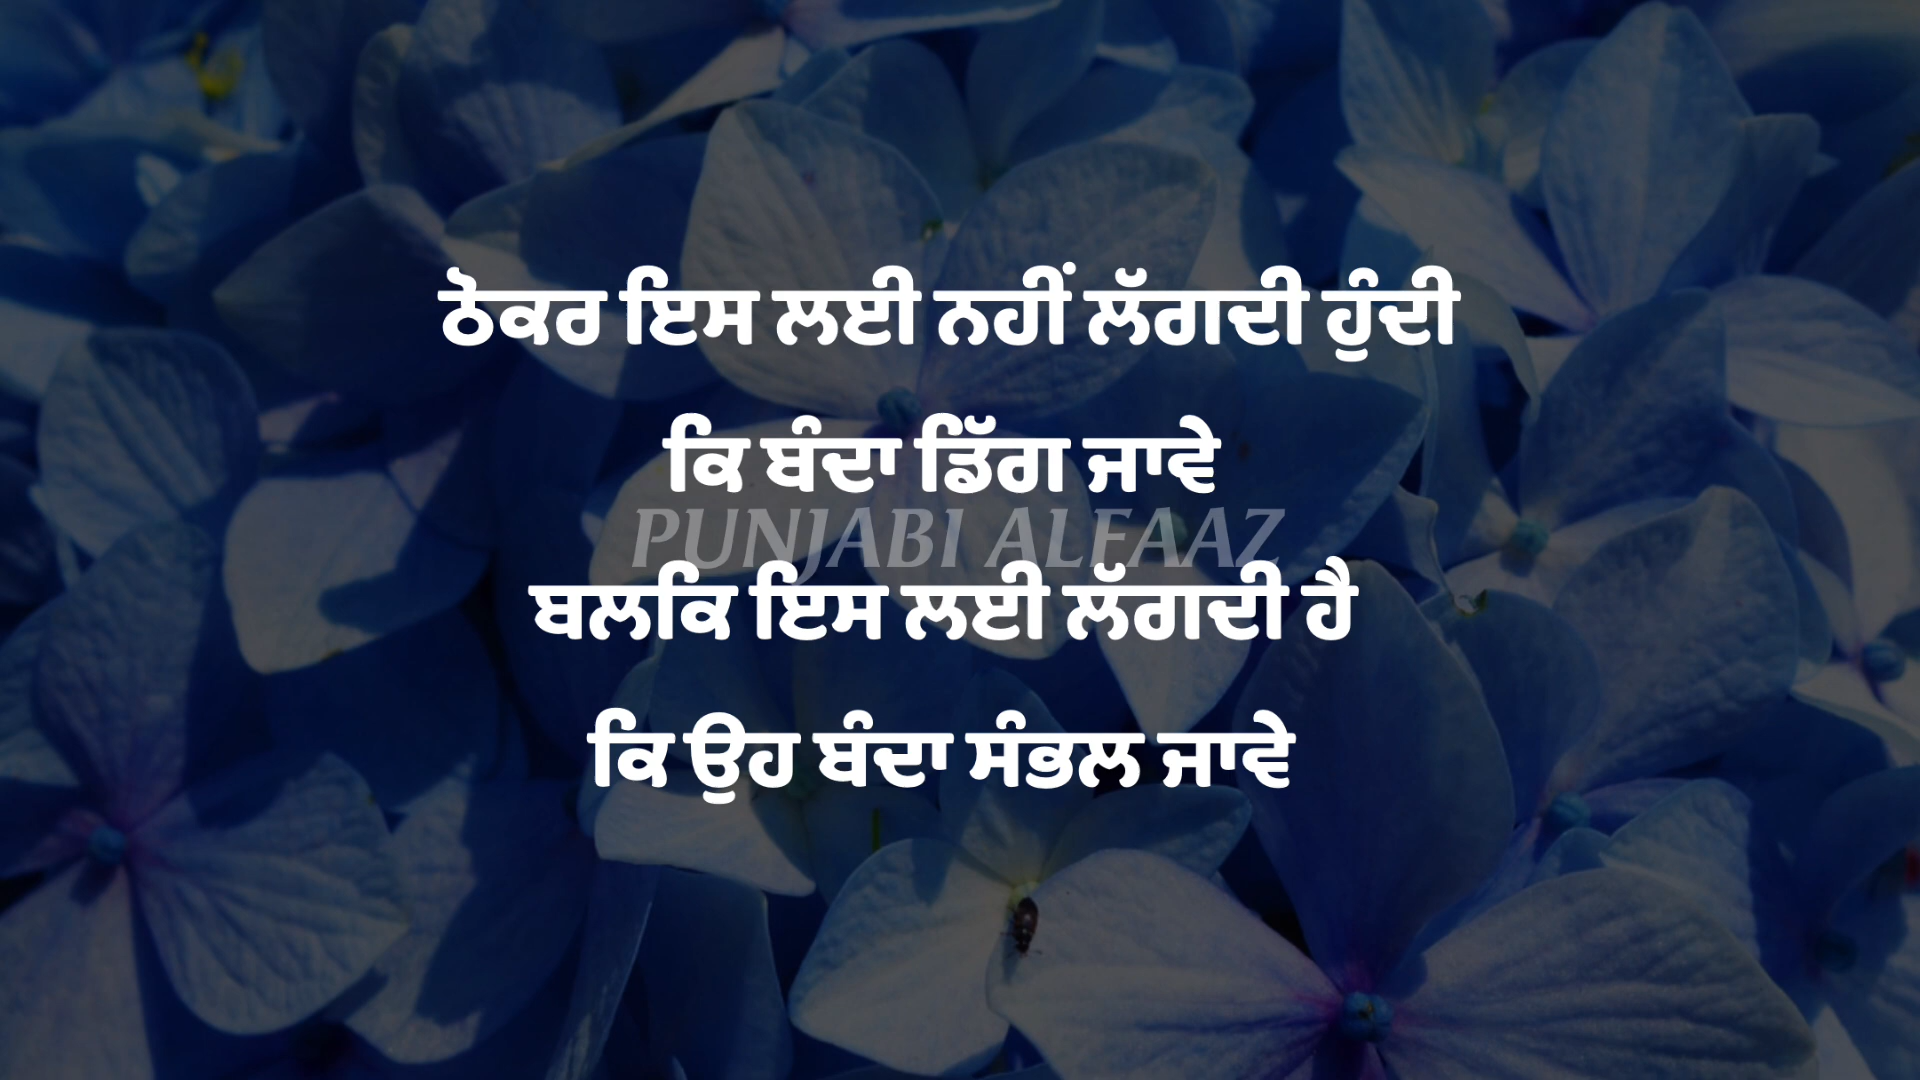 ਠੋਕਰ ਇਸ ਲਈ ਨਹੀਂ ਲੱਗਦੀ ਹੁੰਦੀ
ਕਿ ਬੰਦਾ ਡਿੱਗ ਜਾਵੇ
PUNJABI ALFAAZ
ਬਲਕਿ ਇਸ ਲਈ ਲੱਗਦੀ ਹੈ
ਕਿ ਉਹ ਬੰਦਾ ਸੰਭਲ ਜਾਵੇ